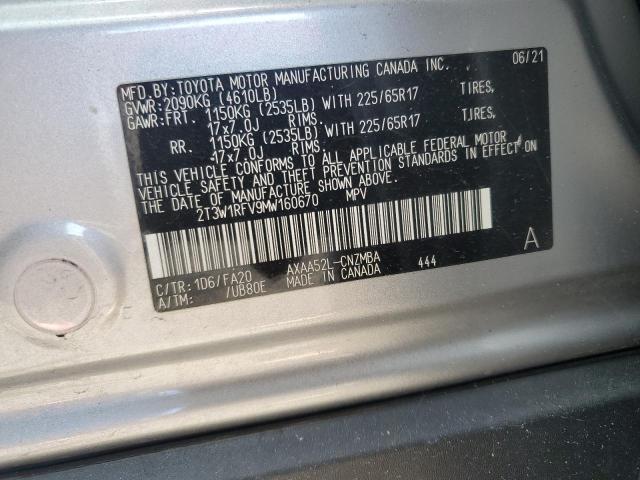 MFD.BY:TOYOTA MOTOR MANUFACTURING CANADA INC. 06/21
GVWR:2090KG (4610LB)
GAWR:FRT. 1150KG (2535LB) WITH 225/65R17 TIRES,
17x7.0J RIMS.
RR. 1150KG (2535LB) WITH 225/65R17 TIRES,
17x7.0J RIMS.
THIS VEHICLE CONFORMS TO ALL APPLICABLE FEDERAL MOTOR
VEHICLE SAFETY AND THEFT PREVENTION STANDARDS IN EFFECT ON
THE DATE OF MANUFACTURE SHOWN ABOVE.
2T3W1RFV9MW160670 MPV
C/TR:1D6/FA20 AXAA52L-CNZMBA 444 A
A/TM: /UB80E MADE IN CANADA